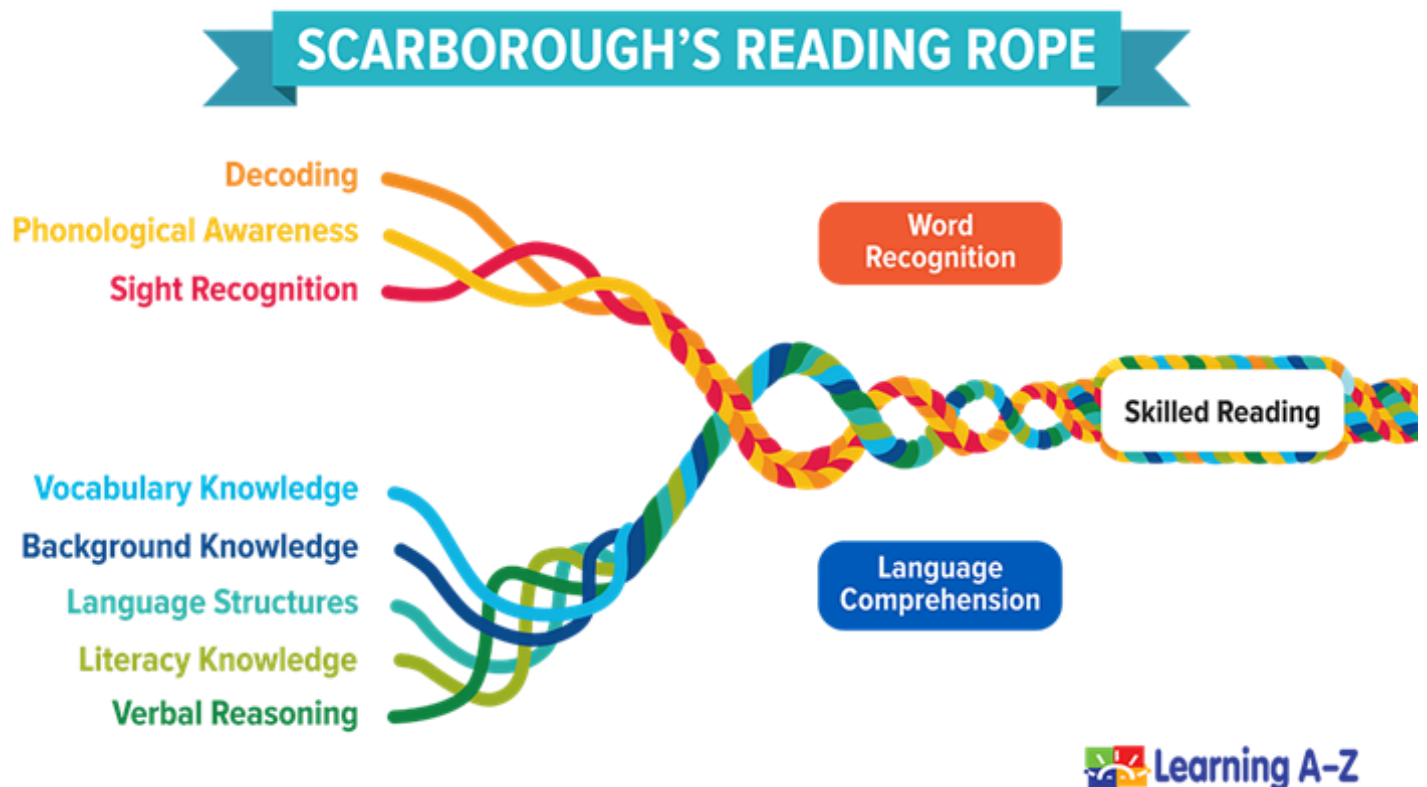 SCARBOROUGH'S READING ROPE
Decoding
Phonological Awareness
Sight Recognition
Word
Recognition
Skilled Reading
Vocabulary Knowledge
Background Knowledge
Language Structures
Literacy Knowledge
Verbal Reasoning
Language
Comprehension
Learning A–Z